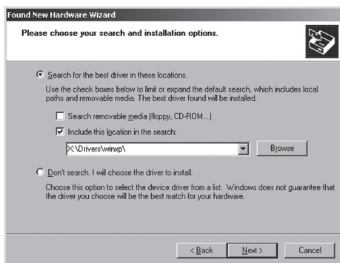 Found New Hardware Wizard
Please choose your search and installation options.
Search for the best driver in these locations.
Use the check boxes below to limit or expand the default search, which includes local
paths and removable media. The best driver found will be installed.
Search removable media (floppy, CD-ROM...)
Include this location in the search:
X:\Drivers\winxp\
Browse
Don't search. I will choose the driver to install.
Choose this option to select the device driver from a list. Windows does not guarantee that
the driver you choose will be the best match for your hardware.
< Back
Next >
Cancel